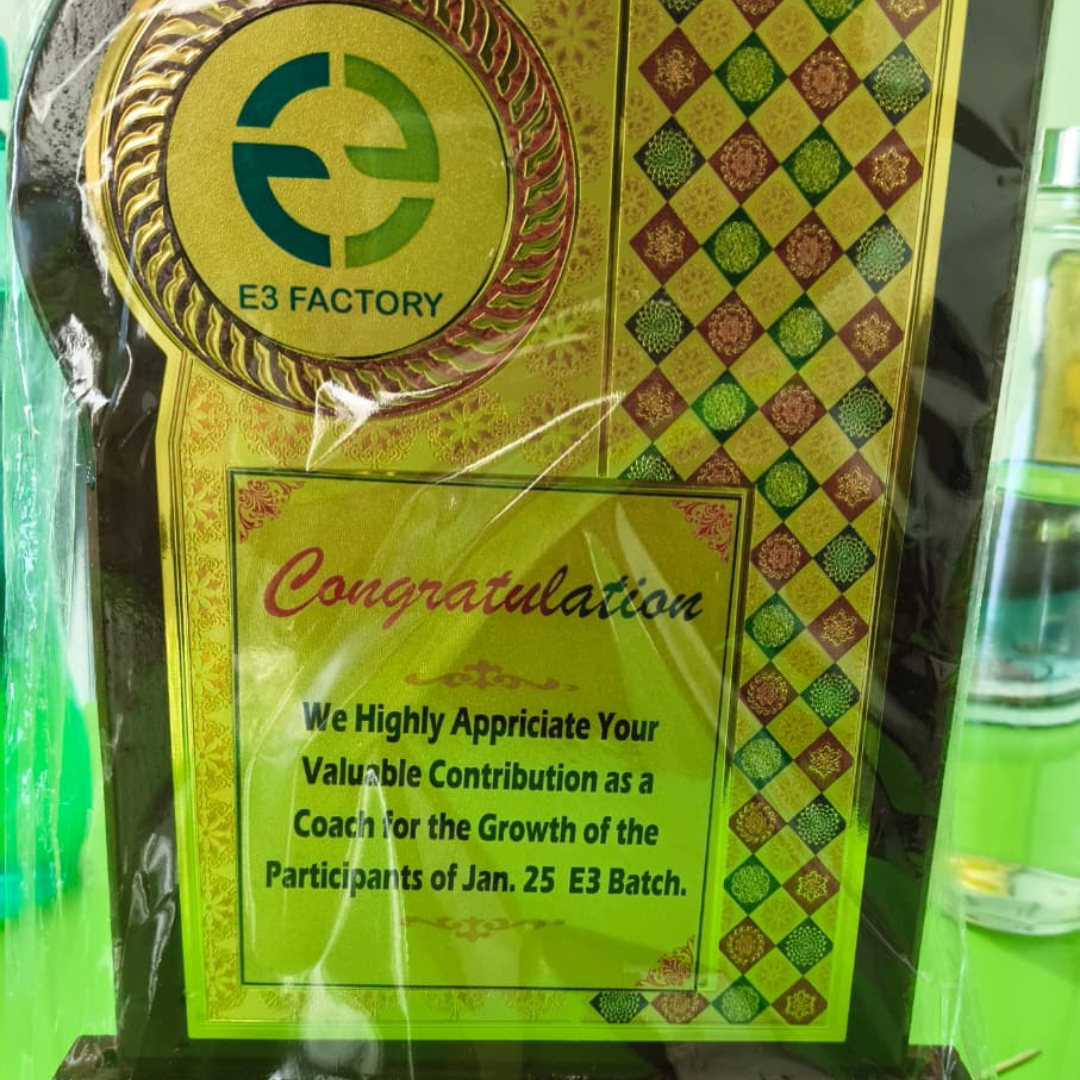 E3 FACTORY
Congratulation
We Highly Appriciate Your
Valuable Contribution as a
Coach for the Growth of the
Participants of Jan. 25 E3 Batch.